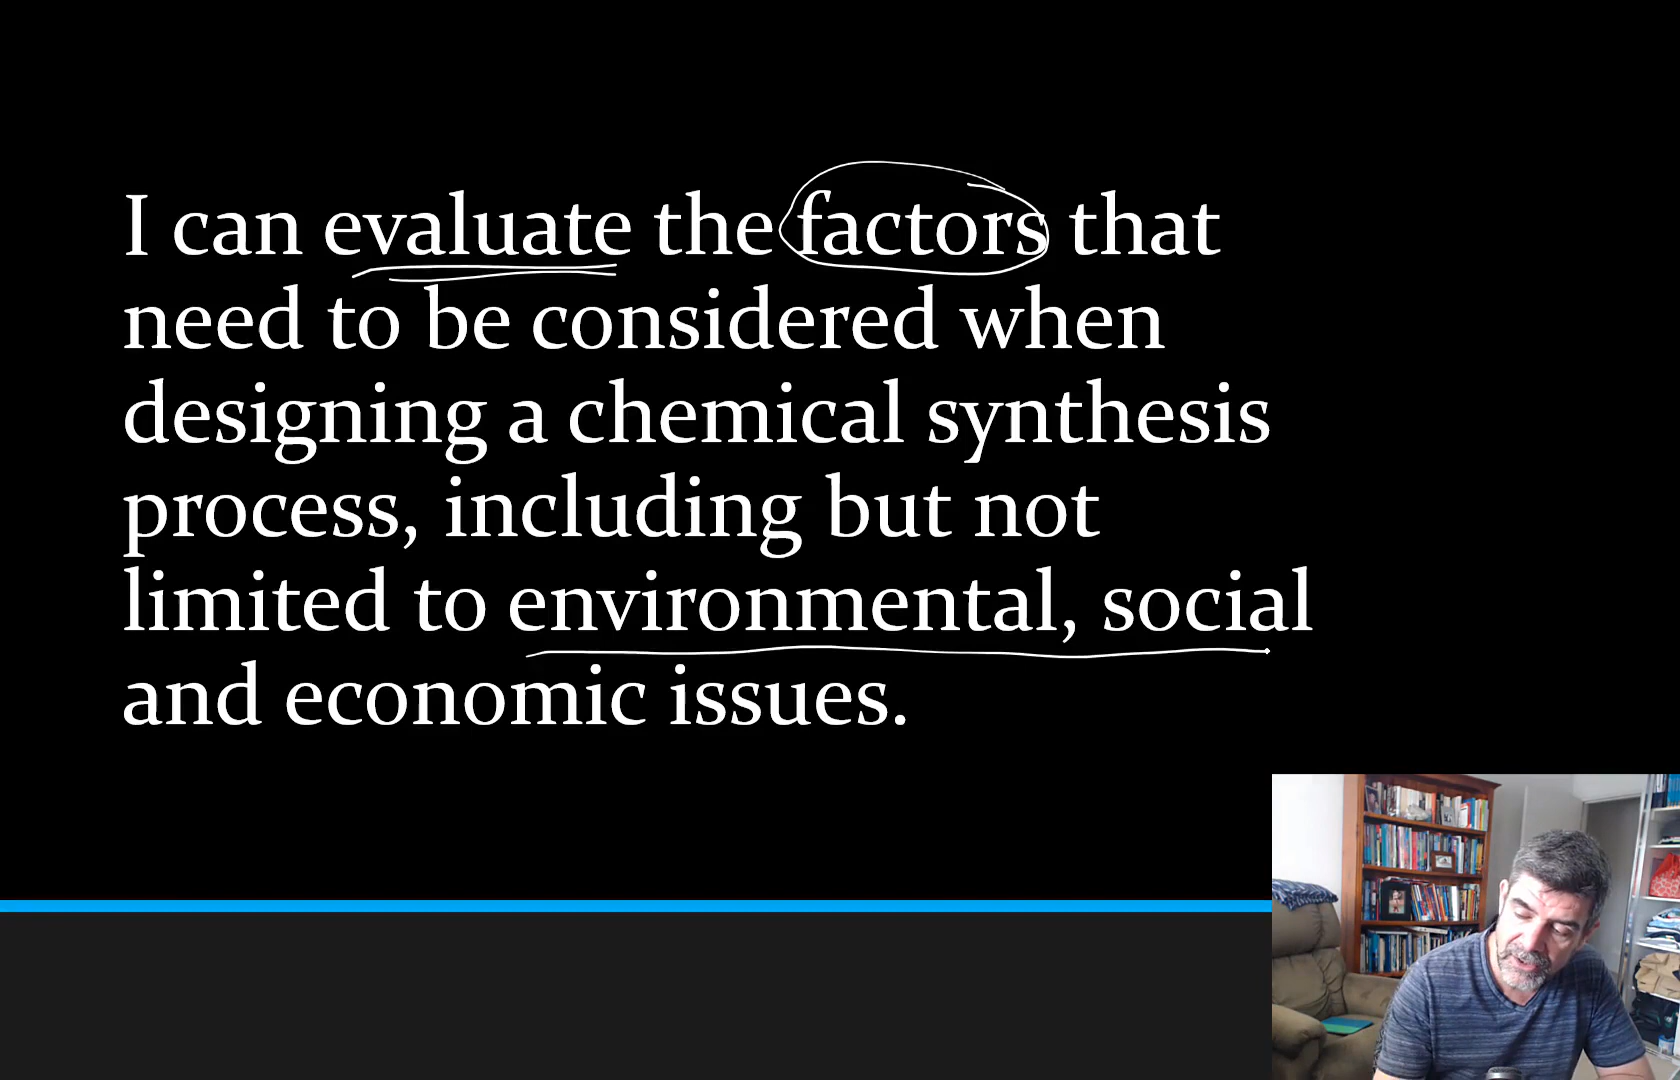 I can evaluate the factors that
need to be considered when
designing a chemical synthesis
process, including but not
limited to environmental, social
and economic issues.